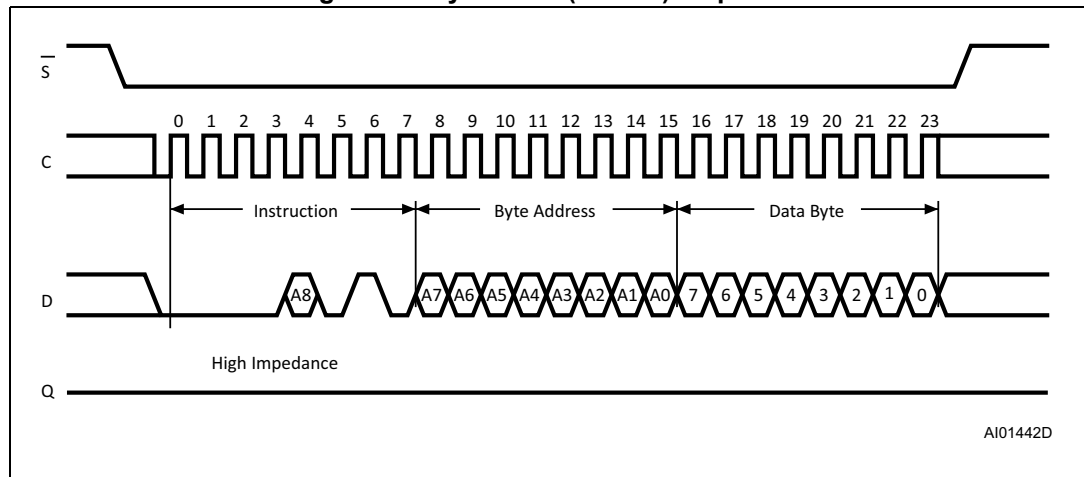 S
0 1 2 3 4 5 6 7 8 9 10 11 12 13 14 15 16 17 18 19 20 21 22 23
C
Instruction Byte Address Data Byte
D A8 A7 A6 A5 A4 A3 A2 A1 A0 7 6 5 4 3 2 1 0
High Impedance
Q
AI01442D